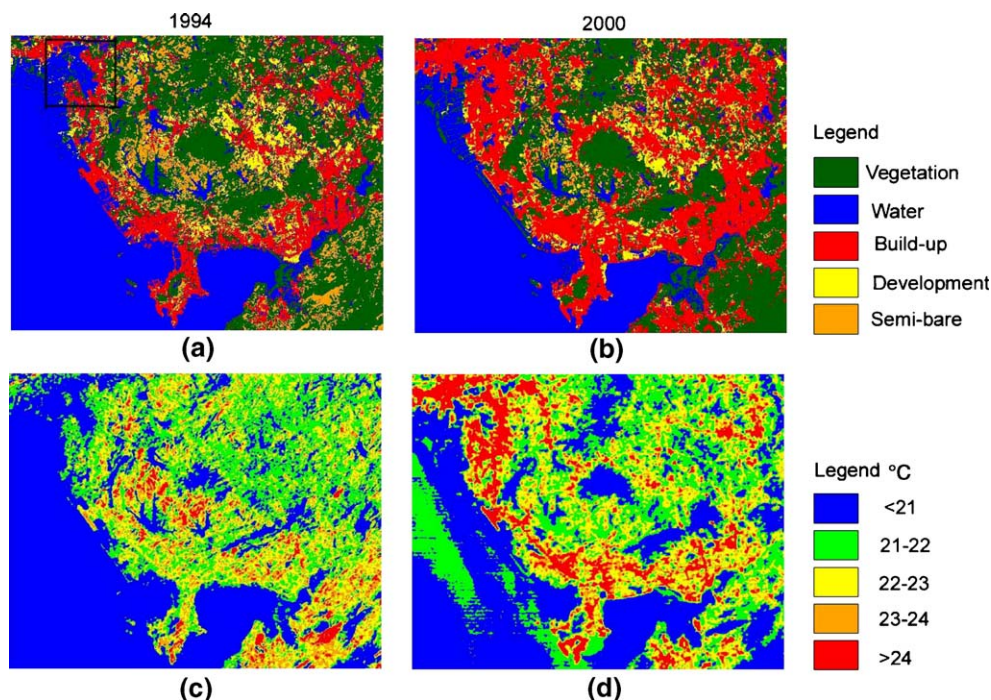 1994
2000
Legend
Vegetation
Water
Build-up
Development
Semi-bare
(a)
(b)
Legend °C
<21
21-22
22-23
23-24
>24
(c)
(d)